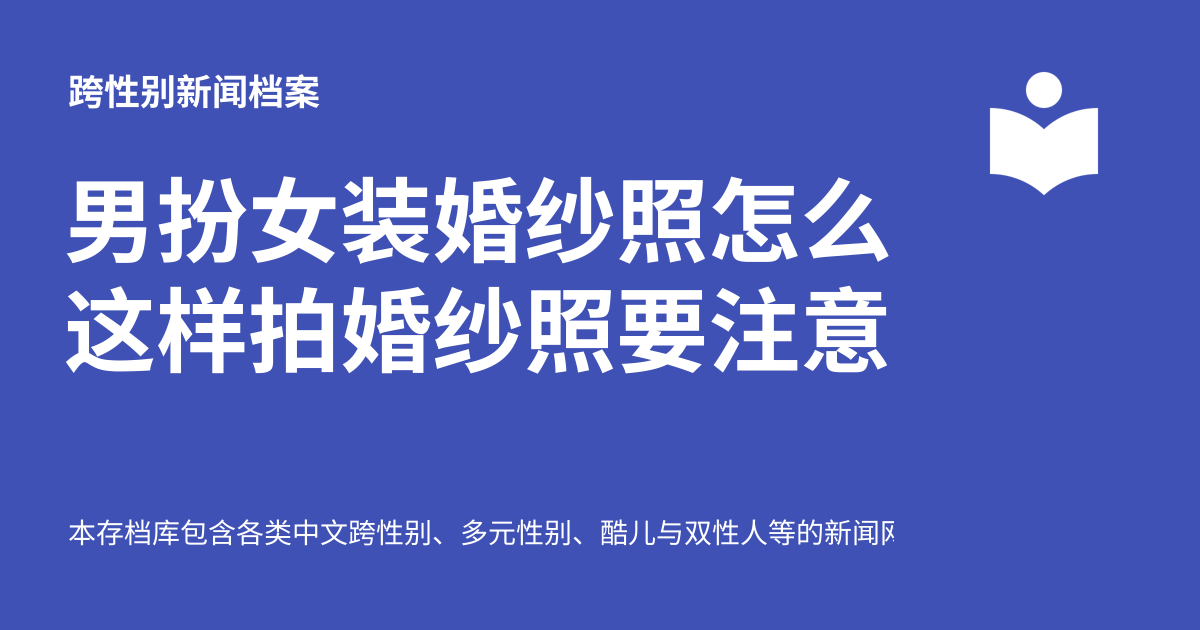 跨性别新闻档案
男扮女装婚纱照怎么
这样拍婚纱照要注意
本存档库包含各类中文跨性别、多元性别、酷儿与双性人等的新闻